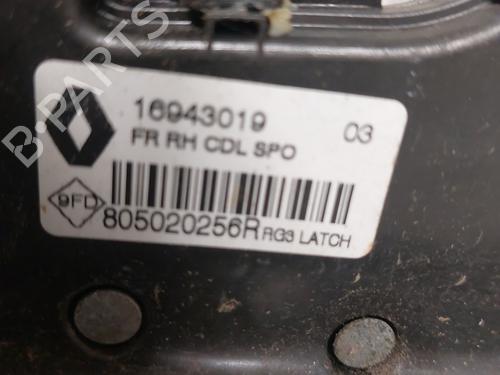 B-PARTS
16943019 03
FR RH CDL SPO
9FD
805020256R RG3 LATCH